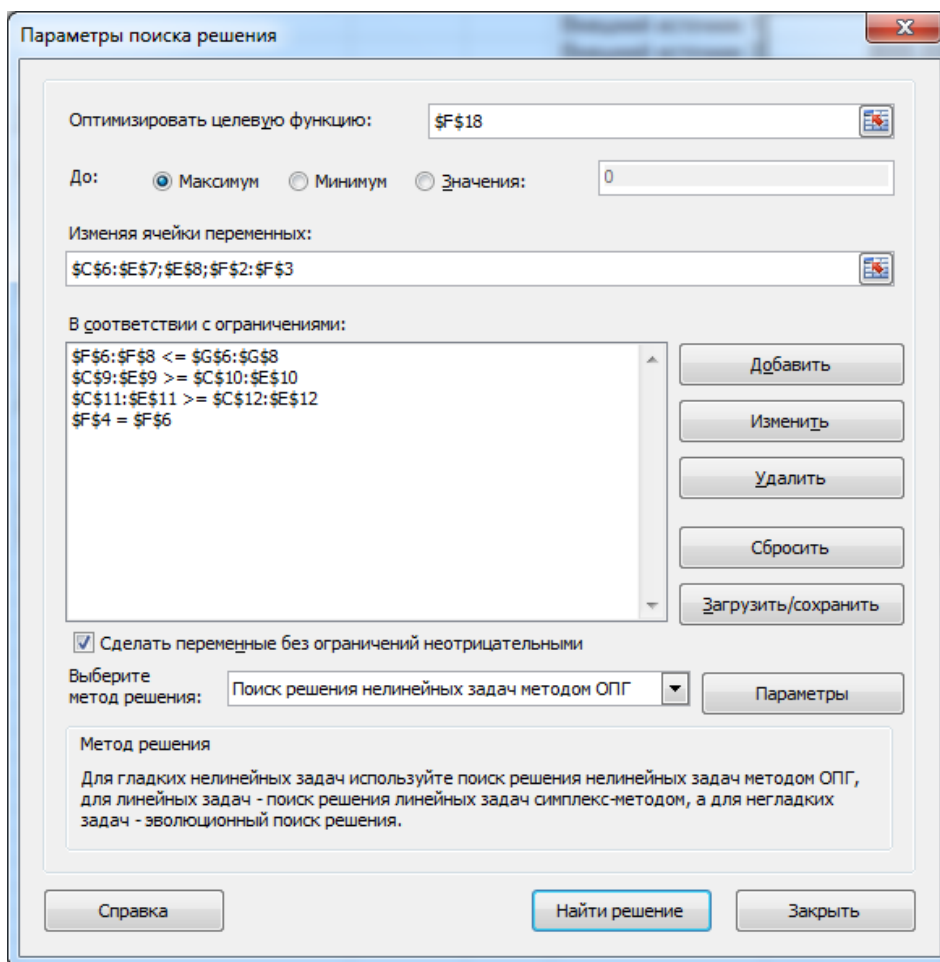 Параметры поиска решения
Оптимизировать целевую функцию:
$F$18
До:
Максимум
Минимум
Значения:
0
Изменяя ячейки переменных:
$C$6:$E$7;$E$8;$F$2:$F$3
В соответствии с ограничениями:
$F$6:$F$8 <= $G$6:$G$8
$C$9:$E$9 >= $C$10:$E$10
$C$11:$E$11 >= $C$12:$E$12
$F$4 = $F$6
Добавить
Изменить
Удалить
Сбросить
Загрузить/сохранить
Сделать переменные без ограничений неотрицательными
Выберите
метод решения:
Поиск решения нелинейных задач методом ОПГ
Параметры
Метод решения
Для гладких нелинейных задач используйте поиск решения нелинейных задач методом ОПГ,
для линейных задач - поиск решения линейных задач симплекс-методом, а для негладких
задач - эволюционный поиск решения.
Справка
Найти решение
Закрыть